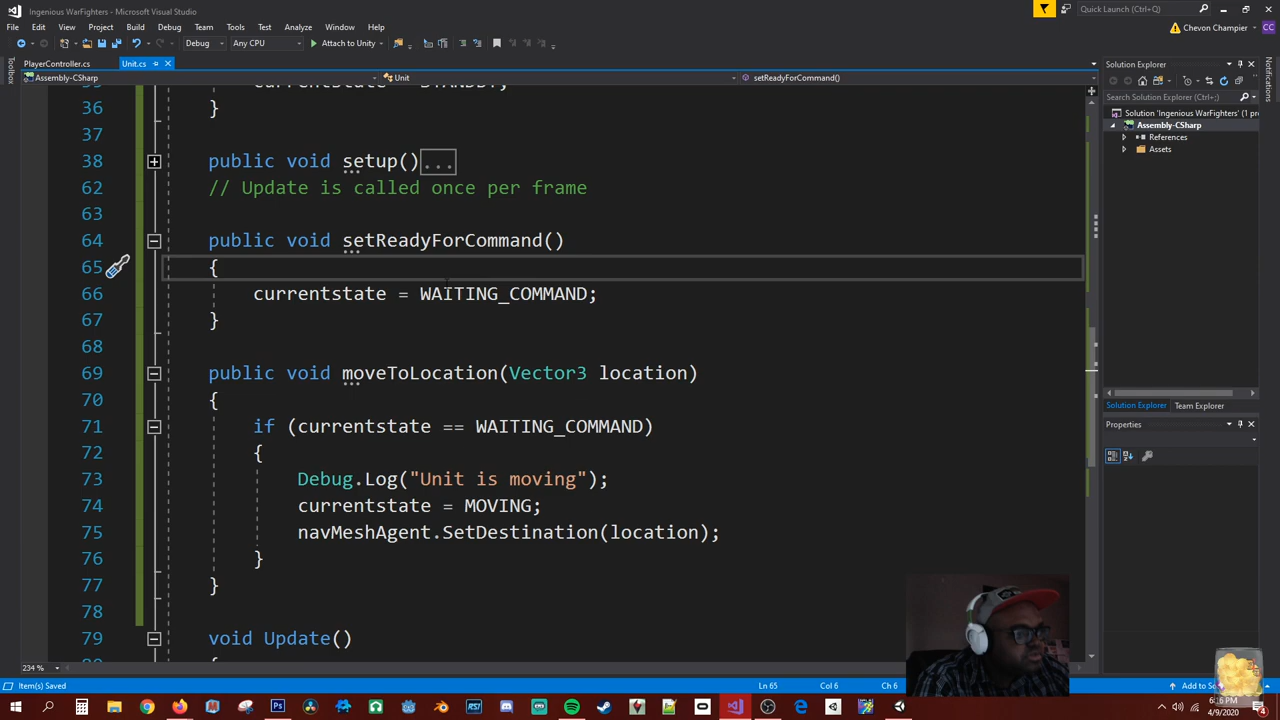 Ingenious WarFighters - Microsoft Visual Studio
Quick Launch (Ctrl+Q)
File Edit View Project Build Debug Team Tools Test Analyze Window Help
Chevon Champier CC
Debug Any CPU Attach to Unity
PlayerController.cs Unit.cs
Assembly-CSharp Unit setReadyForCommand()
Toolbox
Notifications
Solution Explorer
Search Solution Explorer (Ctrl+;)
Solution 'Ingenious WarFighters' (1 pr
Assembly-CSharp
References
Assets
Solution Explorer Team Explorer
Properties
36 }
37
38 public void setup()...
62 // Update is called once per frame
63
64 public void setReadyForCommand()
65 {
66 currentstate = WAITING_COMMAND;
67 }
68
69 public void moveToLocation(Vector3 location)
70 {
71 if (currentstate == WAITING_COMMAND)
72 {
73 Debug.Log("Unit is moving");
74 currentstate = MOVING;
75 navMeshAgent.SetDestination(location);
76 }
77 }
78
79 void Update()
234 %
Item(s) Saved Ln 65 Col 6 Ch 6 Add to So
4/9/2020